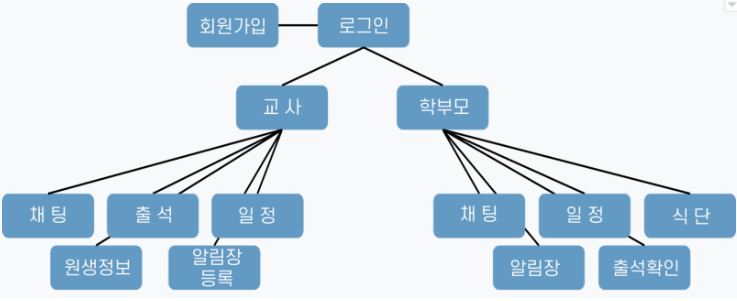 회원가입
로그인
교 사
학부모
채 팅
출 석
일 정
채 팅
일 정
식 단
원생정보
알림장
등록
알림장
출석확인